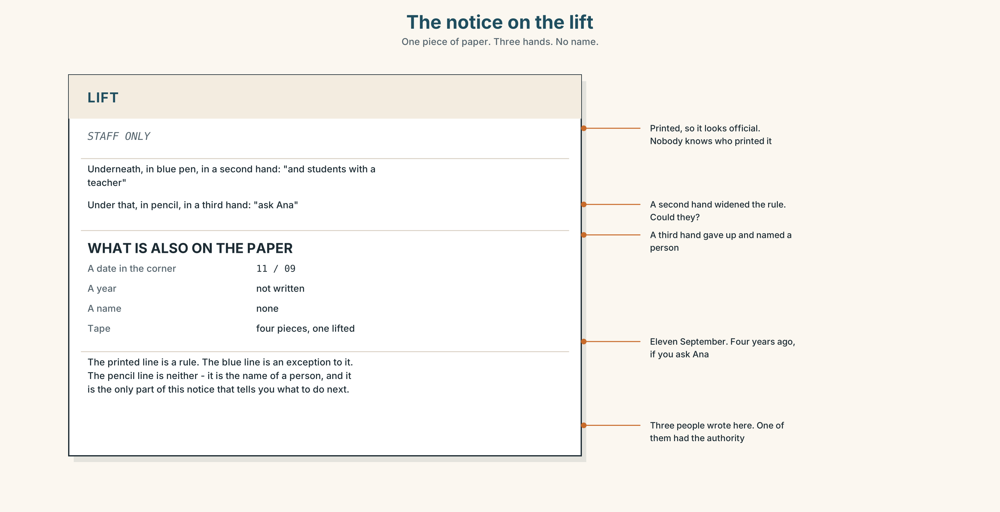 The notice on the lift
One piece of paper. Three hands. No name.
LIFT
STAFF ONLY
Underneath, in blue pen, in a second hand: "and students with a
teacher"
Under that, in pencil, in a third hand: "ask Ana"
WHAT IS ALSO ON THE PAPER
A date in the corner 11 / 09
A year not written
A name none
Tape four pieces, one lifted
The printed line is a rule. The blue line is an exception to it.
The pencil line is neither - it is the name of a person, and it
is the only part of this notice that tells you what to do next.
Printed, so it looks official.
Nobody knows who printed it
A second hand widened the rule.
Could they?
A third hand gave up and named a
person
Eleven September. Four years ago,
if you ask Ana
Three people wrote here. One of
them had the authority